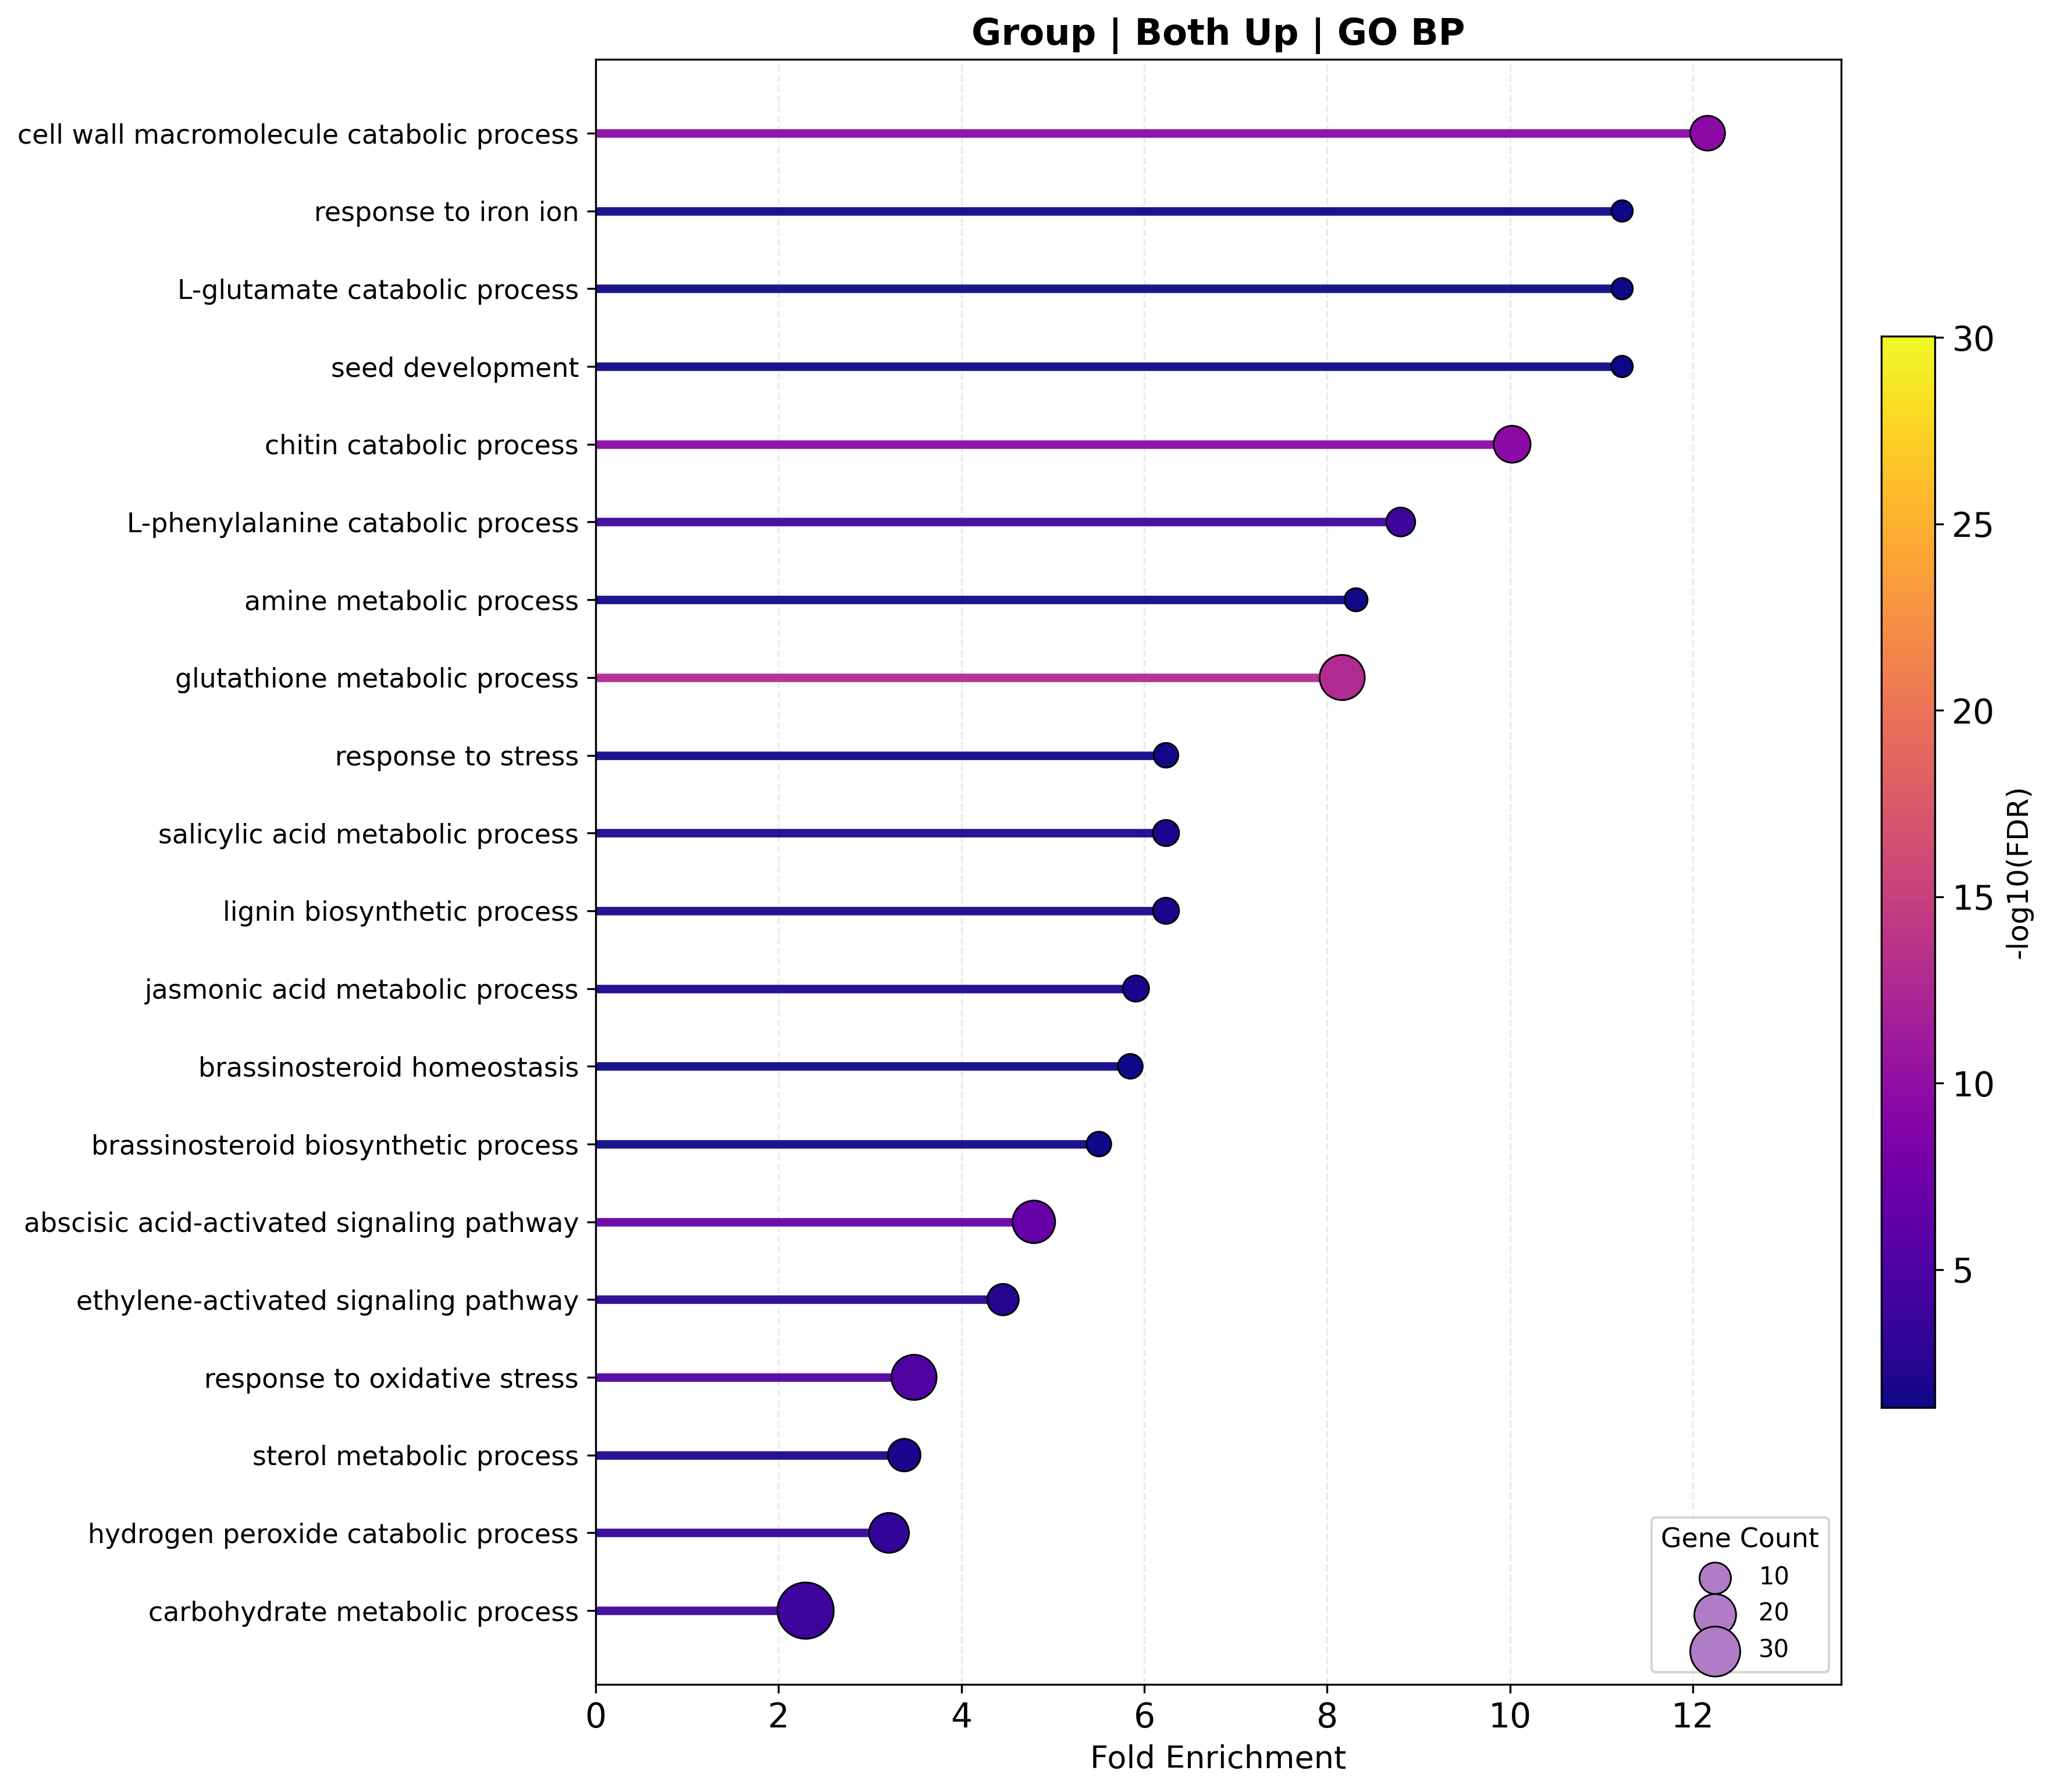 Group | Both Up | GO BP
cell wall macromolecule catabolic process
response to iron ion
L-glutamate catabolic process
seed development
chitin catabolic process
L-phenylalanine catabolic process
amine metabolic process
glutathione metabolic process
response to stress
salicylic acid metabolic process
lignin biosynthetic process
jasmonic acid metabolic process
brassinosteroid homeostasis
brassinosteroid biosynthetic process
abscisic acid-activated signaling pathway
ethylene-activated signaling pathway
response to oxidative stress
sterol metabolic process
hydrogen peroxide catabolic process
carbohydrate metabolic process
0 2 4 6 8 10 12
Fold Enrichment
Gene Count
10
20
30
30
25
20
15
10
5
-log10(FDR)